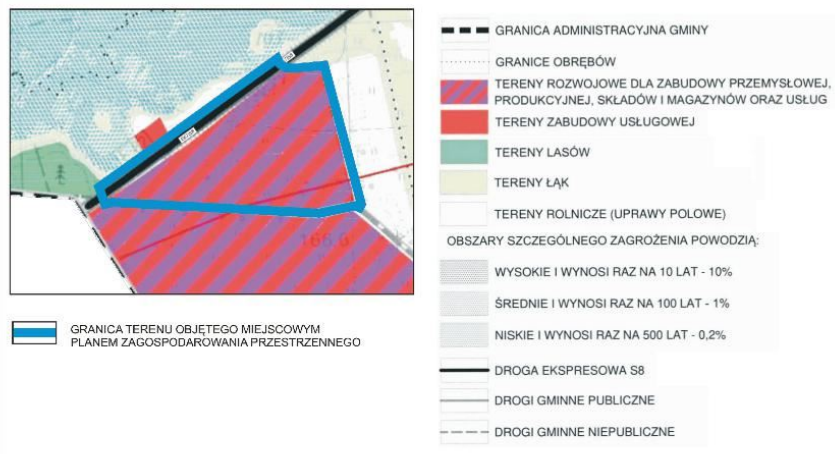 166.6
GRANICA TERENU OBJĘTEGO MIEJSCOWYM
PLANEM ZAGOSPODAROWANIA PRZESTRZENNEGO
GRANICA ADMINISTRACYJNA GMINY
GRANICE OBRĘBÓW
TERENY ROZWOJOWE DLA ZABUDOWY PRZEMYSŁOWEJ,
PRODUKCYJNEJ, SKŁADÓW I MAGAZYNÓW ORAZ USŁUG
TERENY ZABUDOWY USŁUGOWEJ
TERENY LASÓW
TERENY ŁĄK
TERENY ROLNICZE (UPRAWY POLOWE)
OBSZARY SZCZEGÓLNEGO ZAGROŻENIA POWODZIĄ:
WYSOKIE I WYNOSI RAZ NA 10 LAT - 10%
ŚREDNIE I WYNOSI RAZ NA 100 LAT - 1%
NISKIE I WYNOSI RAZ NA 500 LAT - 0,2%
DROGA EKSPRESOWA S8
DROGI GMINNE PUBLICZNE
DROGI GMINNE NIEPUBLICZNE